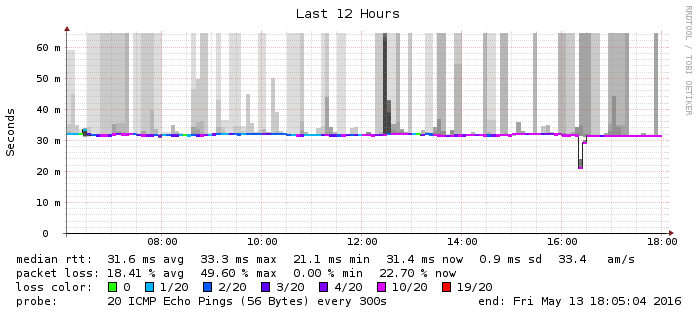 Last 12 Hours
RRDTOOL / TOBI OETIKER
Seconds
60 m
50 m
40 m
30 m
20 m
10 m
0
08:00 10:00 12:00 14:00 16:00 18:00
median rtt: 31.6 ms avg 33.3 ms max 21.1 ms min 31.4 ms now 0.9 ms sd 33.4 am/s
packet loss: 18.41 % avg 49.60 % max 0.00 % min 22.70 % now
loss color: 0 1/20 2/20 3/20 4/20 10/20 19/20
probe: 20 ICMP Echo Pings (56 Bytes) every 300s end: Fri May 13 18:05:04 2016